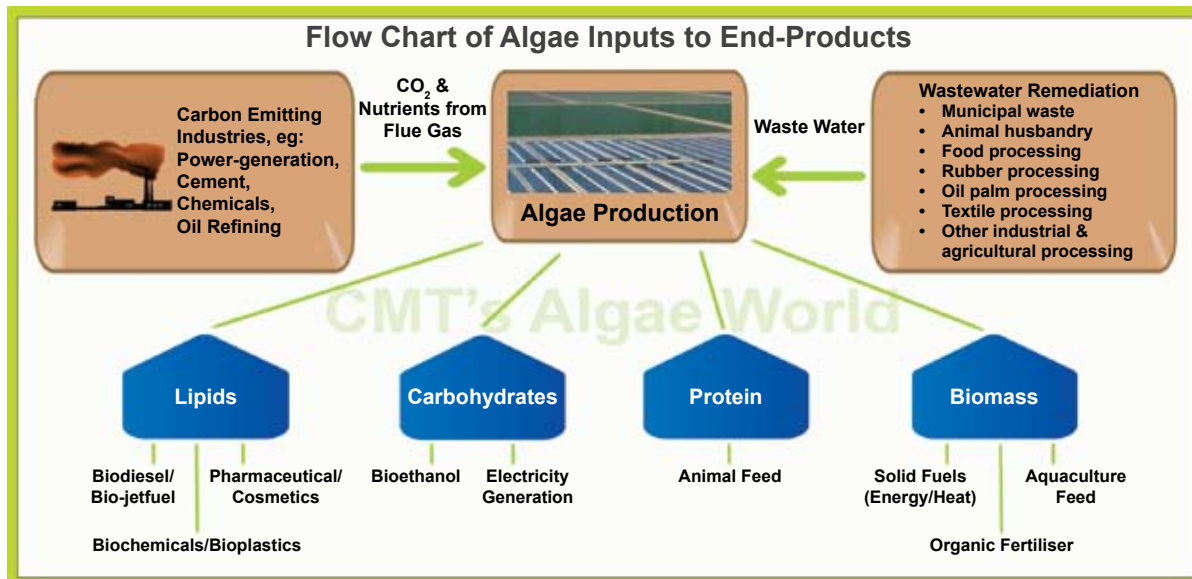 Flow Chart of Algae Inputs to End-Products
Carbon Emitting
Industries, eg:
Power-generation,
Cement,
Chemicals,
Oil Refining
CO₂ &
Nutrients from
Flue Gas
Algae Production
Waste Water
Wastewater Remediation
• Municipal waste
• Animal husbandry
• Food processing
• Rubber processing
• Oil palm processing
• Textile processing
• Other industrial &
agricultural processing
CMT's Algae World
Lipids
Carbohydrates
Protein
Biomass
Biodiesel/
Bio-jetfuel
Pharmaceutical/
Cosmetics
Biochemicals/Bioplastics
Bioethanol
Electricity
Generation
Animal Feed
Solid Fuels
(Energy/Heat)
Aquaculture
Feed
Organic Fertiliser